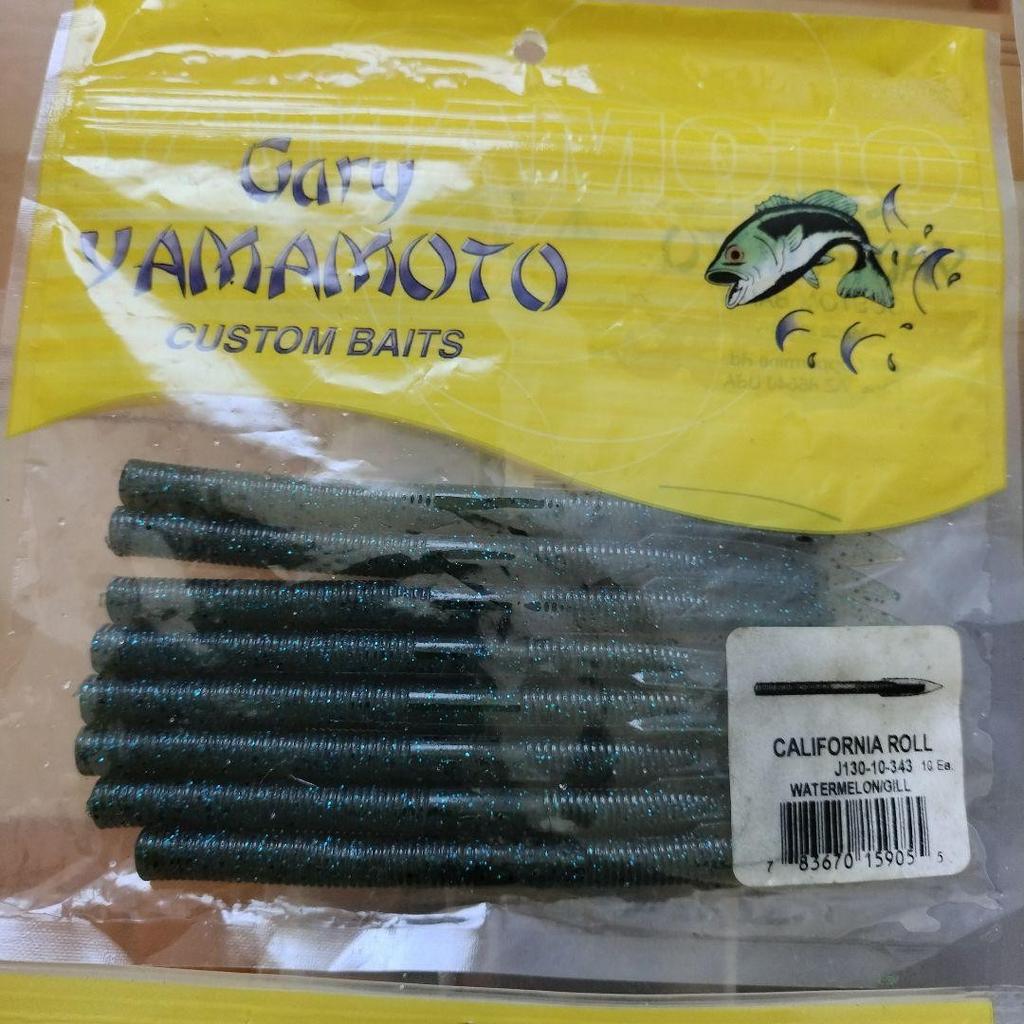 Gary
YAMAMOTO
CUSTOM BAITS
CALIFORNIA ROLL
J130-10-343 10 Ea.
WATERMELON/GILL
7 83670 15905 5